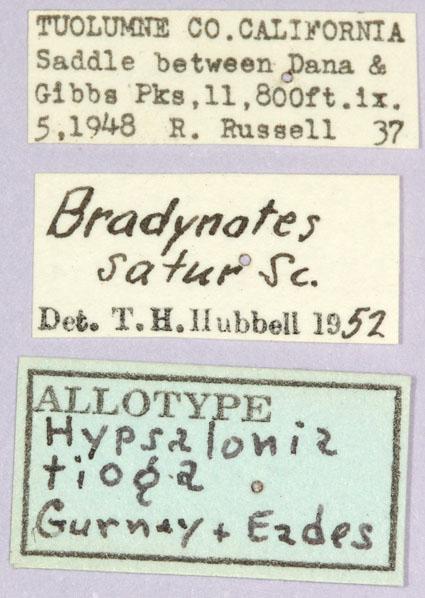 TUOLUMNE CO.CALIFORNIA
Saddle between Dana &
Gibbs Pks,11,800ft.ix.
5,1948 R. Russell 37
Bradynotes
satur Sc.
Det. T. H. Hubbell 1952
ALLOTYPE
Hypsalonia
tioga
Gurney + Eades